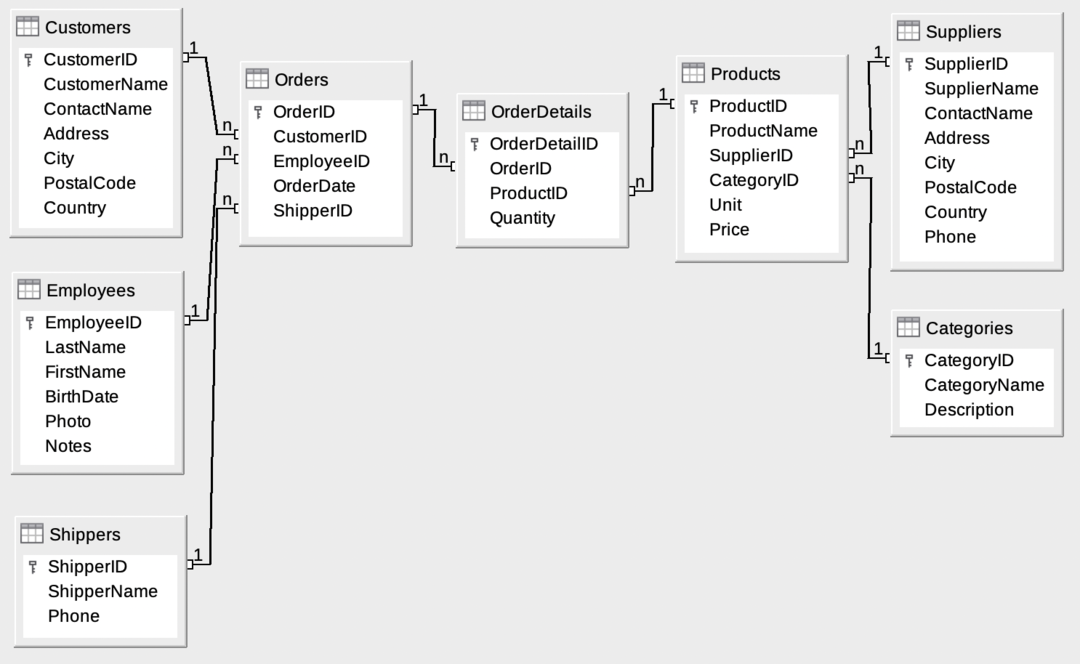 Customers
CustomerID
CustomerName
ContactName
Address
City
PostalCode
Country
1
n
n
n
Orders
OrderID
CustomerID
EmployeeID
OrderDate
ShipperID
1
n
OrderDetails
OrderDetailID
OrderID
ProductID
Quantity
1
n
Products
ProductID
ProductName
SupplierID
CategoryID
Unit
Price
1
n
n
Suppliers
SupplierID
SupplierName
ContactName
Address
City
PostalCode
Country
Phone
Employees
EmployeeID
LastName
FirstName
BirthDate
Photo
Notes
1
1
Categories
CategoryID
CategoryName
Description
Shippers
ShipperID
ShipperName
Phone
1